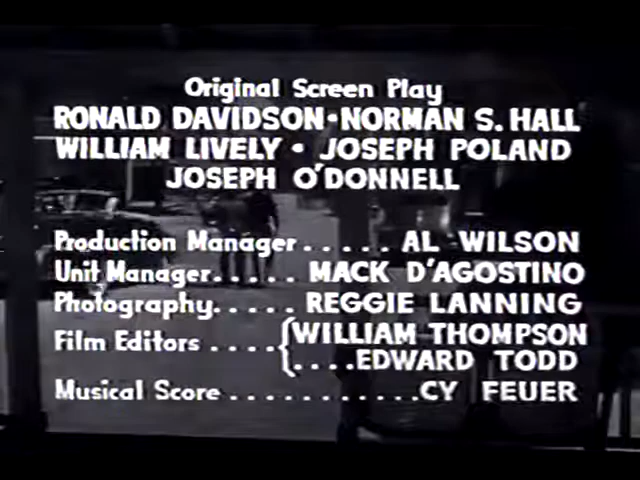 Original Screen Play
RONALD DAVIDSON • NORMAN S. HALL
WILLIAM LIVELY • JOSEPH POLAND
JOSEPH O'DONNELL
Production Manager ..... AL WILSON
Unit Manager ..... MACK D'AGOSTINO
Photography ..... REGGIE LANNING
Film Editors .... { WILLIAM THOMPSON
.... EDWARD TODD
Musical Score ............ CY FEUER